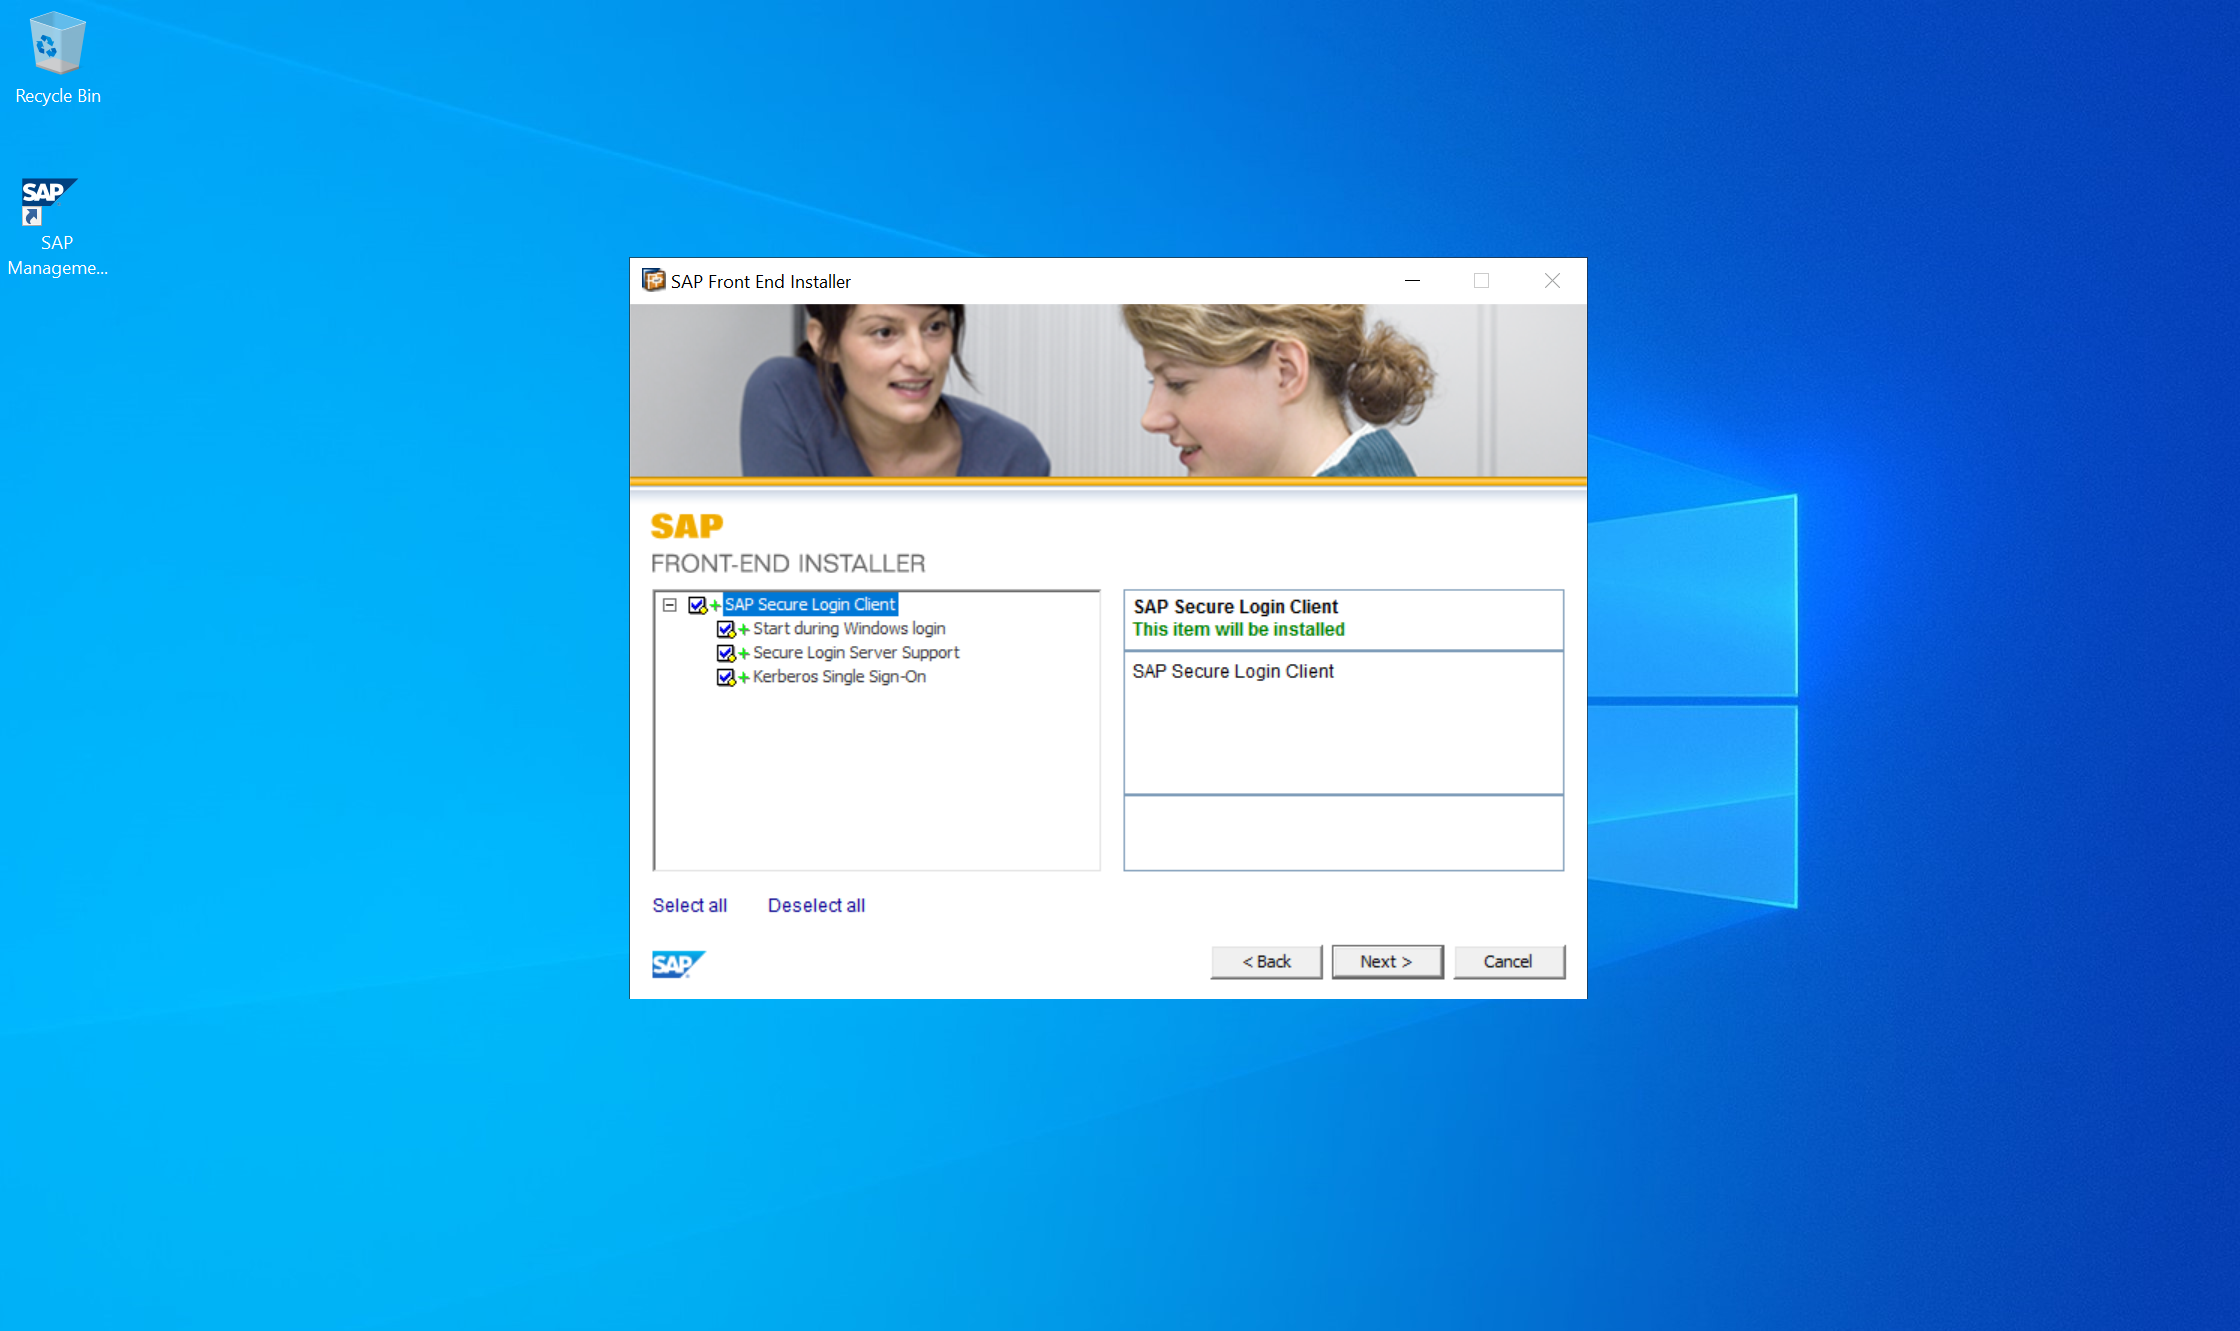 Recycle Bin
SAP
SAP
Manageme...
SAP Front End Installer
SAP
FRONT-END INSTALLER
SAP Secure Login Client
Start during Windows login
Secure Login Server Support
Kerberos Single Sign-On
SAP Secure Login Client
This item will be installed
SAP Secure Login Client
Select all Deselect all
SAP
< Back Next > Cancel